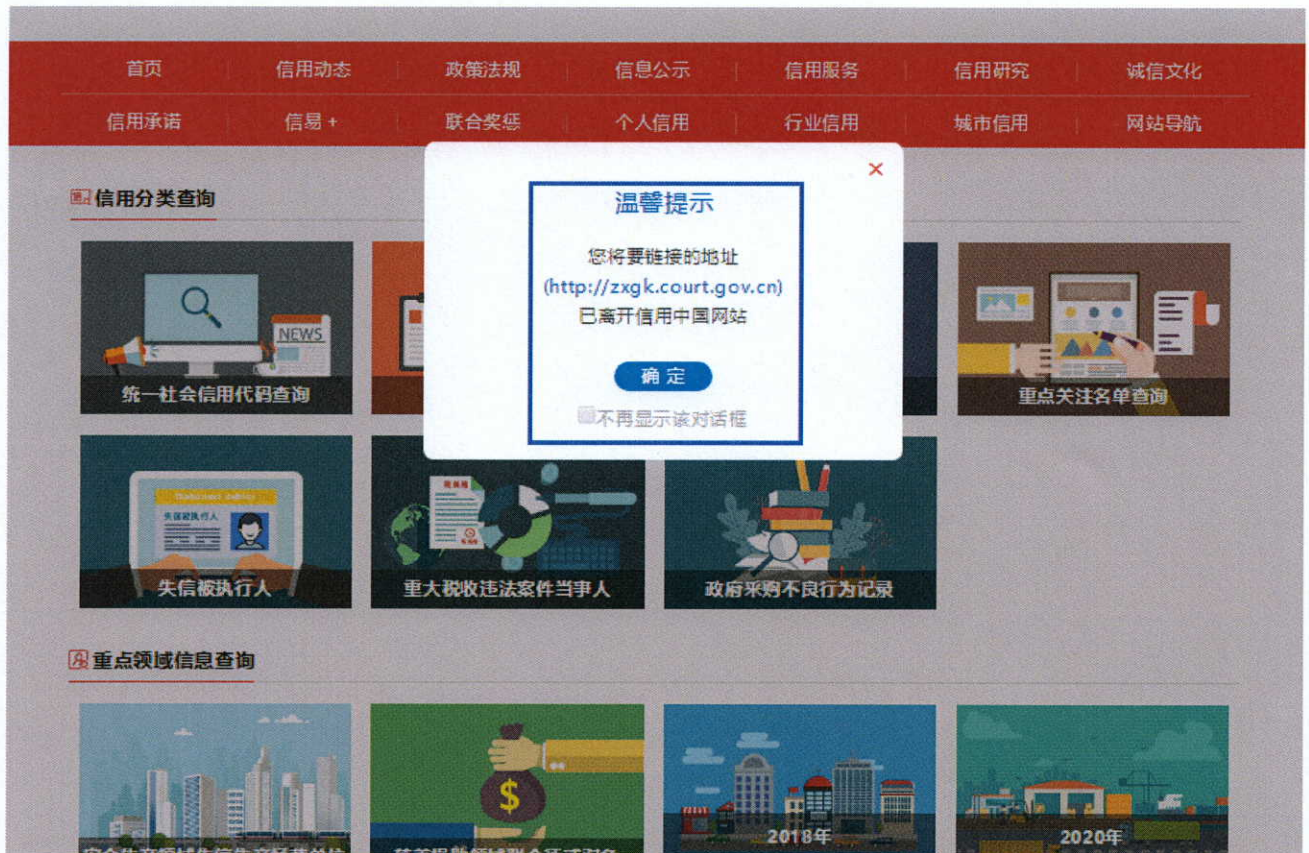 首页 信用动态 政策法规 信息公示 信用服务 信用研究 诚信文化
信用承诺 信易+ 联合奖惩 个人信用 行业信用 城市信用 网站导航
信用分类查询
温馨提示
您将要链接的地址
(http://zxgk.court.gov.cn)
已离开信用中国网站
确定
不再显示该对话框
NEWS
统一社会信用代码查询
重点关注名单查询
失信被执行人
失信被执行人
重大税收违法案件当事人
政府采购不良行为记录
重点领域信息查询
$
2018年
2020年